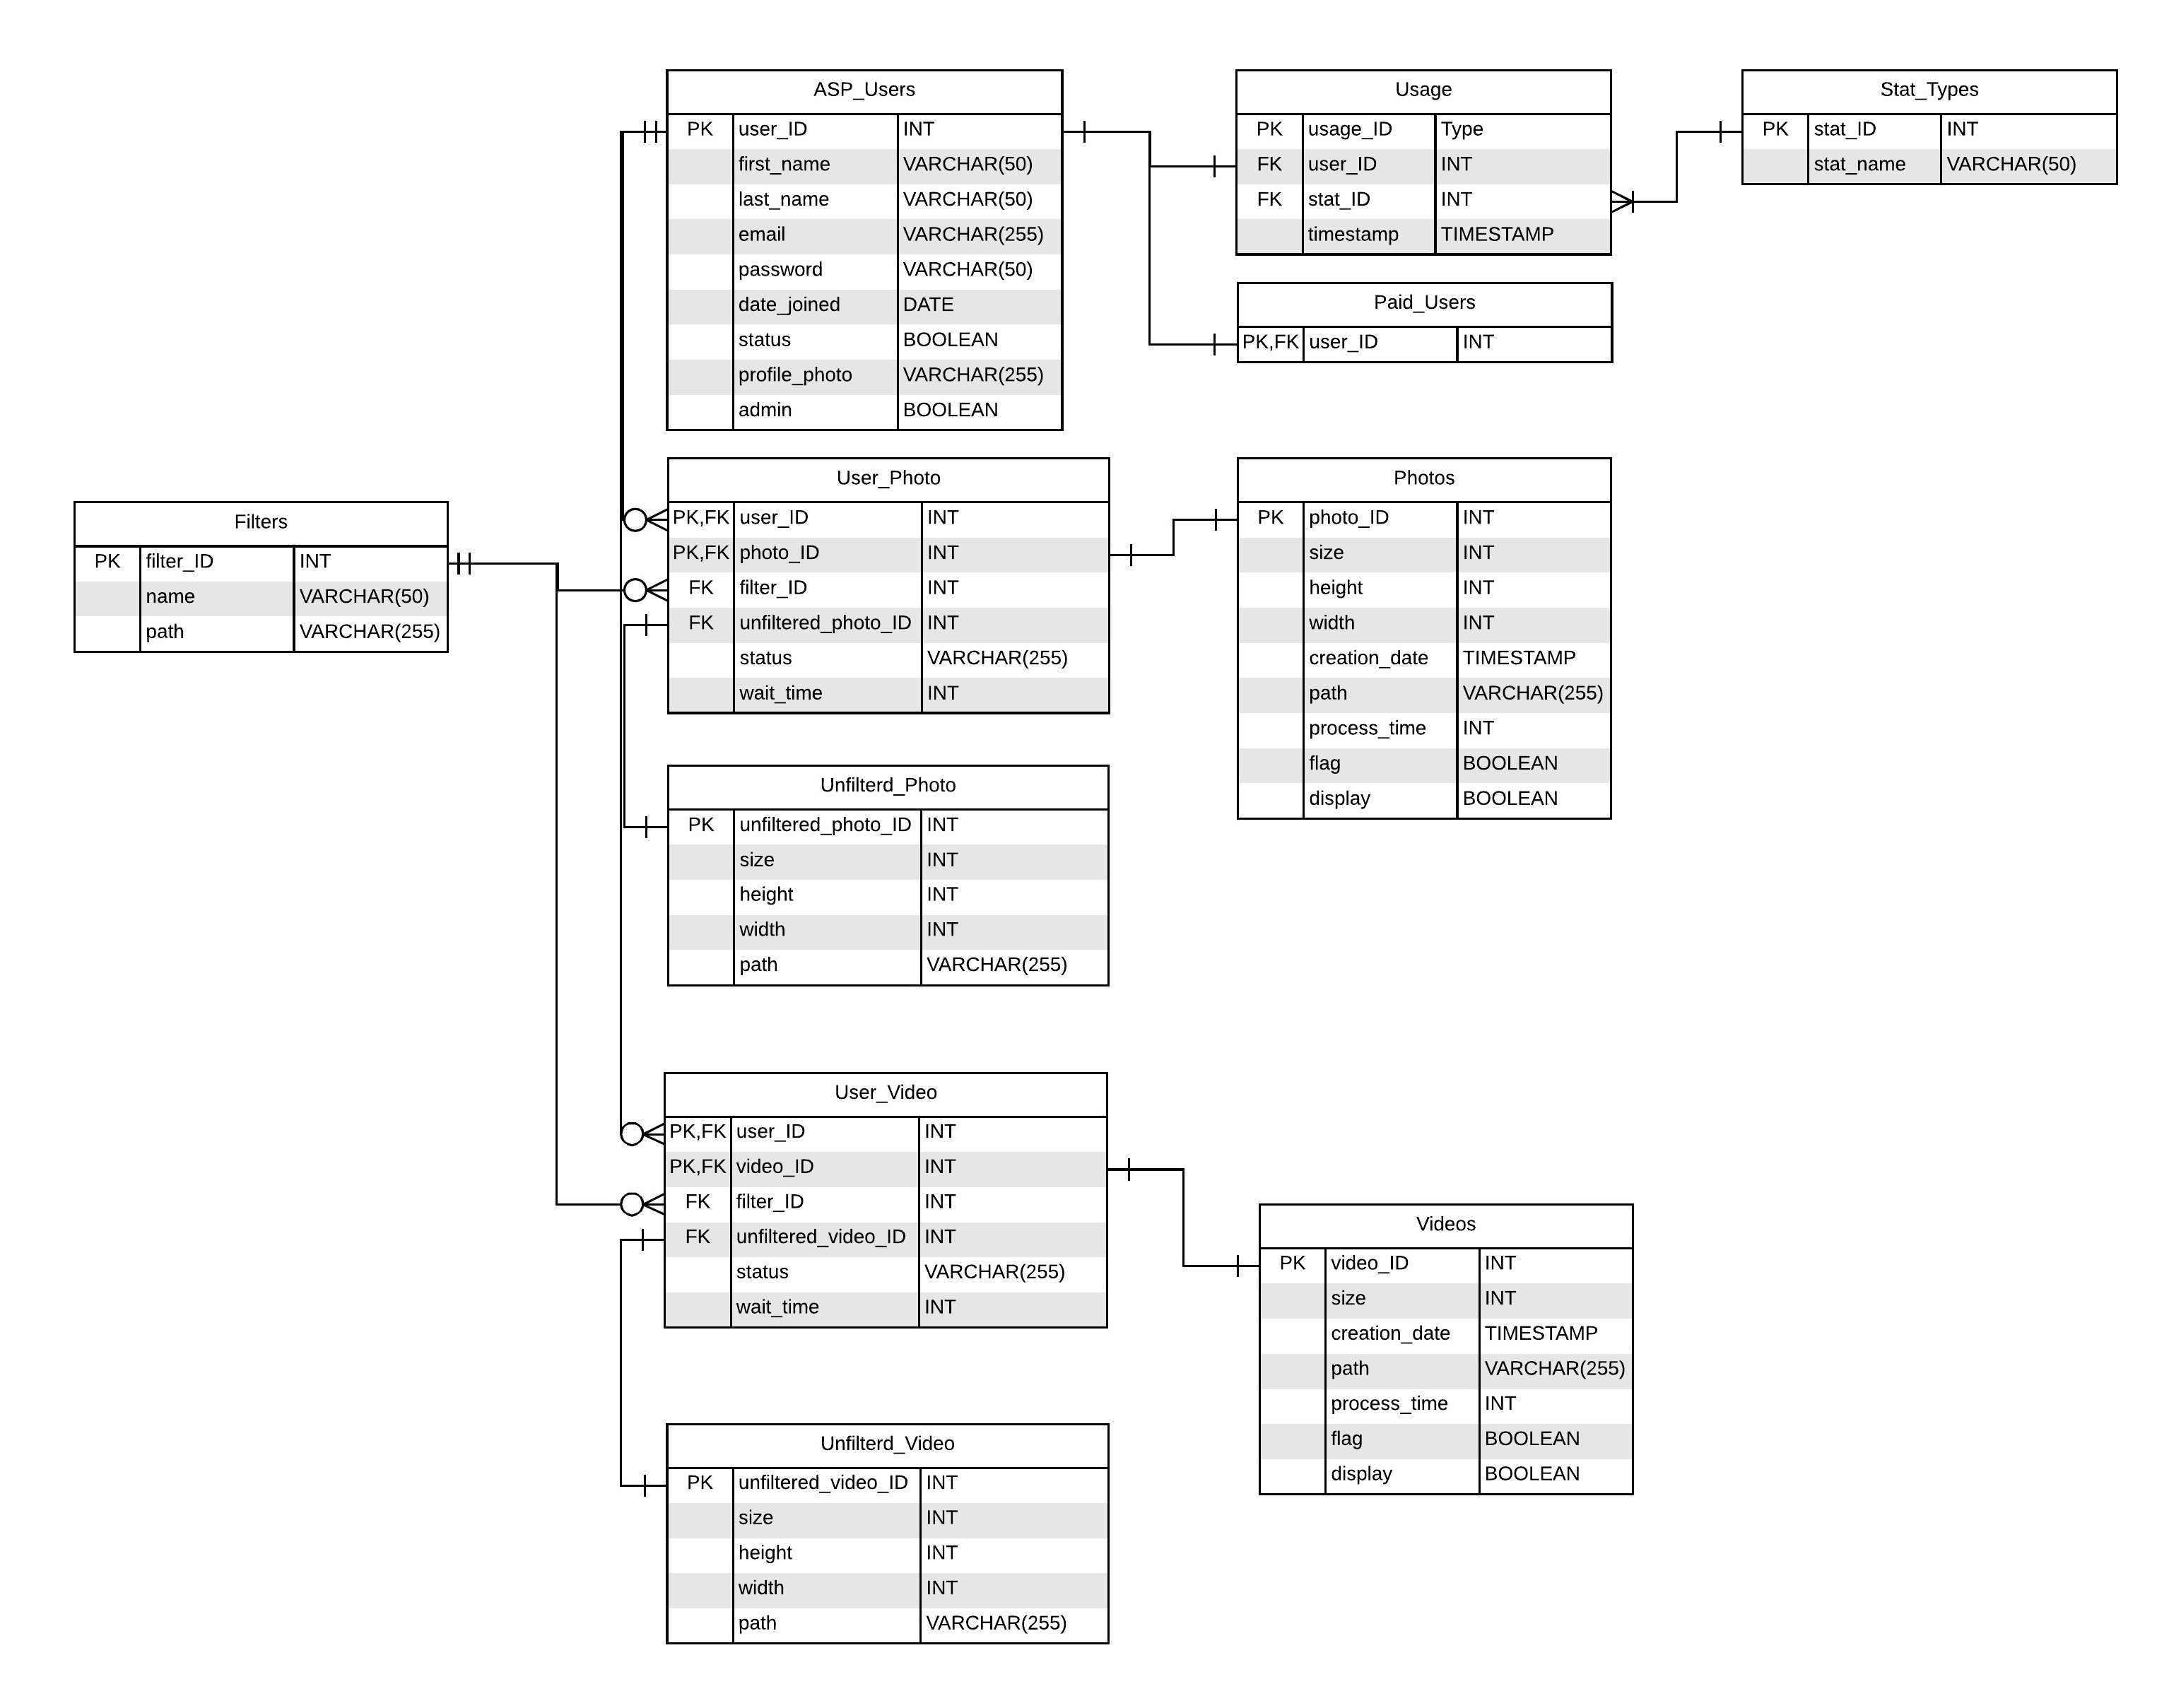 ASP_Users
PK user_ID INT
first_name VARCHAR(50)
last_name VARCHAR(50)
email VARCHAR(255)
password VARCHAR(50)
date_joined DATE
status BOOLEAN
profile_photo VARCHAR(255)
admin BOOLEAN
Usage
PK usage_ID Type
FK user_ID INT
FK stat_ID INT
timestamp TIMESTAMP
Stat_Types
PK stat_ID INT
stat_name VARCHAR(50)
Paid_Users
PK,FK user_ID INT
Filters
PK filter_ID INT
name VARCHAR(50)
path VARCHAR(255)
User_Photo
PK,FK user_ID INT
PK,FK photo_ID INT
FK filter_ID INT
FK unfiltered_photo_ID INT
status VARCHAR(255)
wait_time INT
Photos
PK photo_ID INT
size INT
height INT
width INT
creation_date TIMESTAMP
path VARCHAR(255)
process_time INT
flag BOOLEAN
display BOOLEAN
Unfilterd_Photo
PK unfiltered_photo_ID INT
size INT
height INT
width INT
path VARCHAR(255)
User_Video
PK,FK user_ID INT
PK,FK video_ID INT
FK filter_ID INT
FK unfiltered_video_ID INT
status VARCHAR(255)
wait_time INT
Videos
PK video_ID INT
size INT
creation_date TIMESTAMP
path VARCHAR(255)
process_time INT
flag BOOLEAN
display BOOLEAN
Unfilterd_Video
PK unfiltered_video_ID INT
size INT
height INT
width INT
path VARCHAR(255)